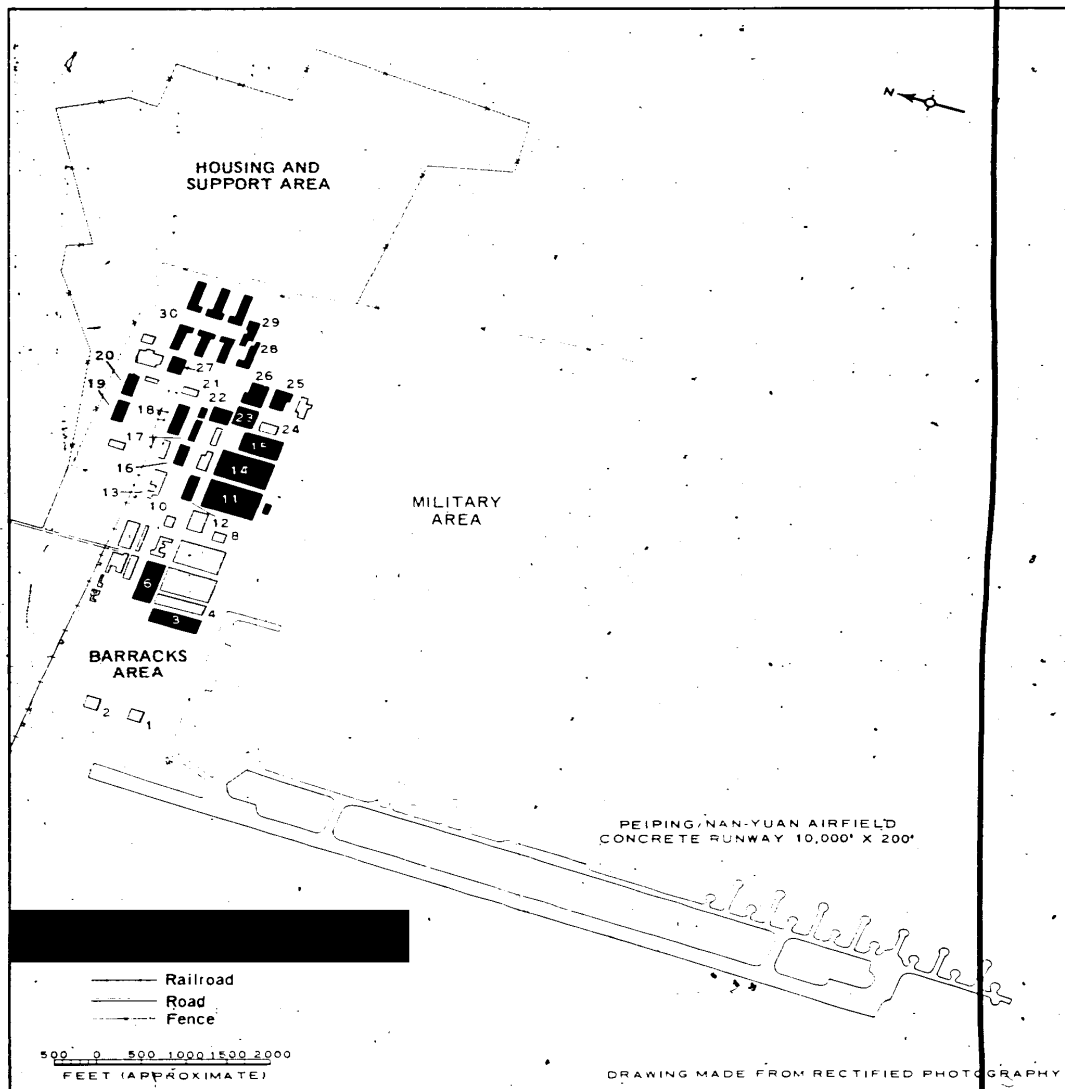 N
HOUSING AND
SUPPORT AREA
30
29
28
20
27
19
21
26
25
22
18
23
24
17
15
16
14
13
11
10
12
8
MILITARY
AREA
6
4
3
BARRACKS
AREA
2
1
PEIPING/NAN-YUAN AIRFIELD
CONCRETE RUNWAY 10,000' X 200'
Railroad
Road
Fence
500 0 500 1000 1500 2000
FEET (APPROXIMATE)
DRAWING MADE FROM RECTIFIED PHOTOGRAPHY